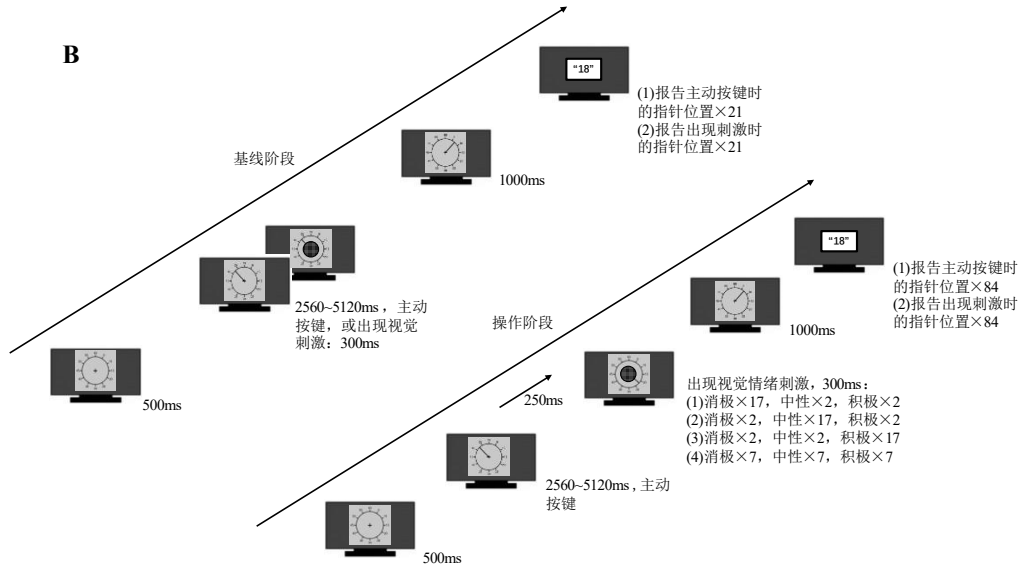 B
"18"
(1)报告主动按键时
的指针位置×21
(2)报告出现刺激时
的指针位置×21
基线阶段
1000ms
2560~5120ms，主动
按键，或出现视觉
刺激：300ms
500ms
"18"
(1)报告主动按键时
的指针位置×84
(2)报告出现刺激时
的指针位置×84
操作阶段
1000ms
出现视觉情绪刺激，300ms：
(1)消极×17，中性×2，积极×2
(2)消极×2，中性×17，积极×2
(3)消极×2，中性×2，积极×17
(4)消极×7，中性×7，积极×7
250ms
2560~5120ms，主动
按键
500ms